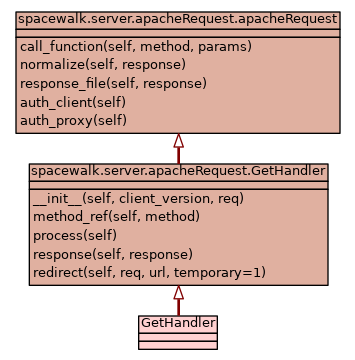 spacewalk.server.apacheRequest.apacheRequest
call_function(self, method, params)
normalize(self, response)
response_file(self, response)
auth_client(self)
auth_proxy(self)
spacewalk.server.apacheRequest.GetHandler
__init__(self, client_version, req)
method_ref(self, method)
process(self)
response(self, response)
redirect(self, req, url, temporary=1)
GetHandler